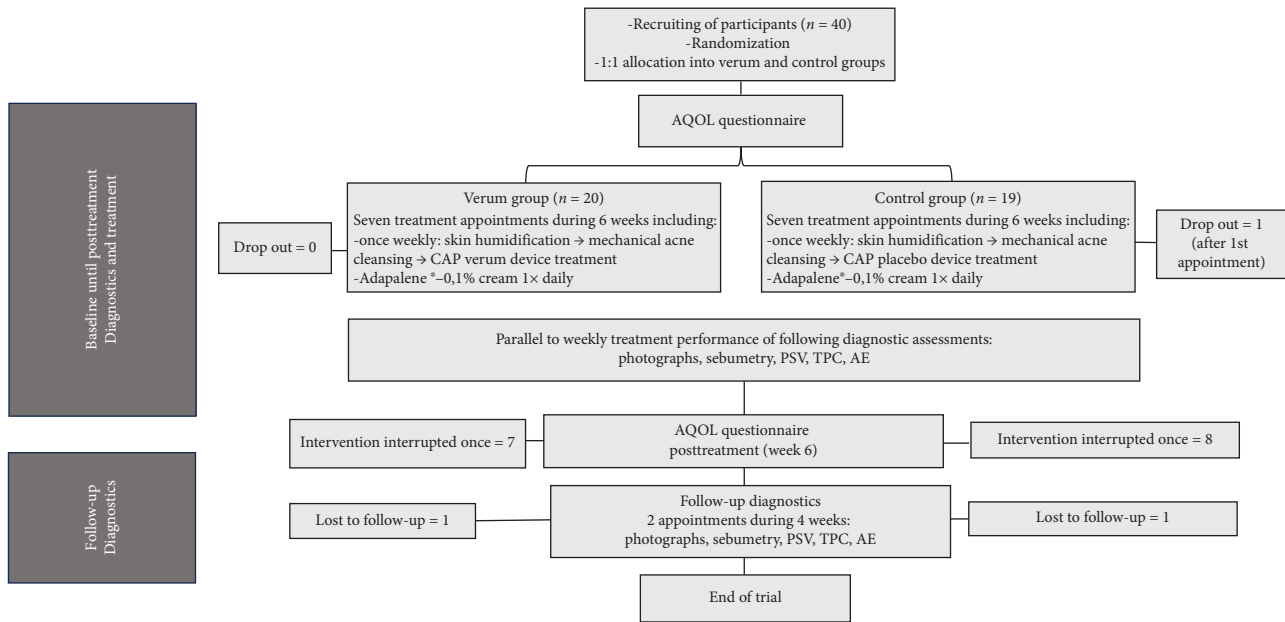 -Recruiting of participants (n = 40)
-Randomization
-1:1 allocation into verum and control groups
AQOL questionnaire
Baseline until posttreatment
Diagnostics and treatment
Drop out = 0
Verum group (n = 20)
Seven treatment appointments during 6 weeks including:
-once weekly: skin humidification → mechanical acne
cleansing → CAP verum device treatment
-Adapalene ®–0,1% cream 1× daily
Control group (n = 19)
Seven treatment appointments during 6 weeks including:
-once weekly: skin humidification → mechanical acne
cleansing → CAP placebo device treatment
-Adapalene®–0,1% cream 1× daily
Drop out = 1
(after 1st
appointment)
Parallel to weekly treatment performance of following diagnostic assessments:
photographs, sebumetry, PSV, TPC, AE
Intervention interrupted once = 7
AQOL questionnaire
posttreatment (week 6)
Intervention interrupted once = 8
Follow-up
Diagnostics
Lost to follow-up = 1
Follow-up diagnostics
2 appointments during 4 weeks:
photographs, sebumetry, PSV, TPC, AE
Lost to follow-up = 1
End of trial